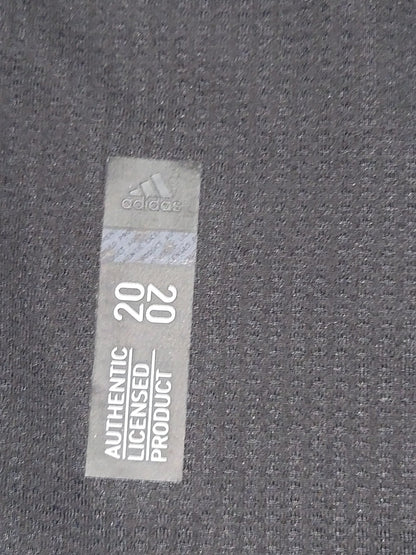 adidas
20
20
AUTHENTIC
LICENSED
PRODUCT